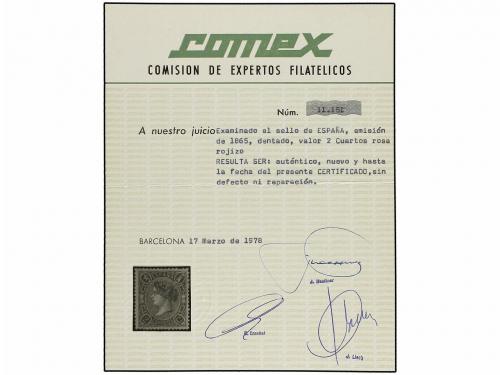 comex
COMISION DE EXPERTOS FILATELICOS
Núm.
A nuestro juicio Examinado el sello de ESPAÑA, emisión
de 1865, dentado, valor 2 Cuartos rosa
rojizo
RESULTA SER: auténtico, nuevo y hasta
la fecha del presente CERTIFICADO, sin
defecto ni reparación.
BARCELONA 17 Marzo de 1978